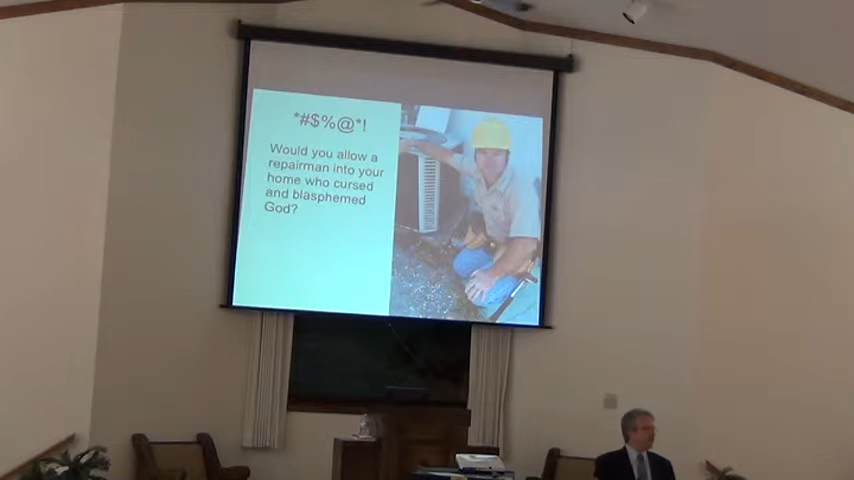 *#$%@*!
Would you allow a
repairman into your
home who cursed
and blasphemed
God?